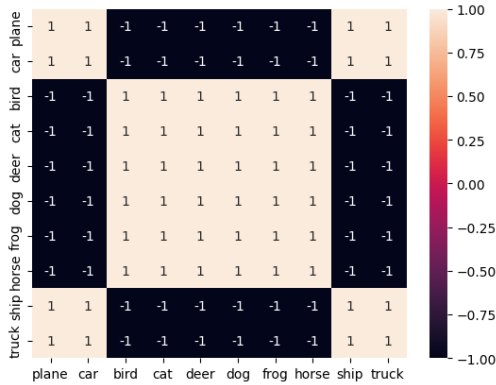 plane 1 1 -1 -1 -1 -1 -1 -1 1 1
car 1 1 -1 -1 -1 -1 -1 -1 1 1
bird -1 -1 1 1 1 1 1 1 -1 -1
cat -1 -1 1 1 1 1 1 1 -1 -1
deer -1 -1 1 1 1 1 1 1 -1 -1
dog -1 -1 1 1 1 1 1 1 -1 -1
frog -1 -1 1 1 1 1 1 1 -1 -1
horse -1 -1 1 1 1 1 1 1 -1 -1
ship 1 1 -1 -1 -1 -1 -1 -1 1 1
truck 1 1 -1 -1 -1 -1 -1 -1 1 1
plane car bird cat deer dog frog horse ship truck
1.00
0.75
0.50
0.25
0.00
−0.25
−0.50
−0.75
−1.00